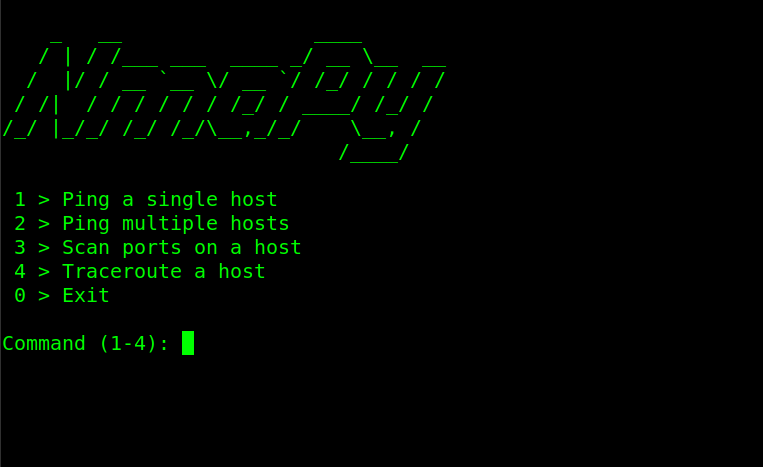 NmaPy
1 > Ping a single host
2 > Ping multiple hosts
3 > Scan ports on a host
4 > Traceroute a host
0 > Exit
Command (1-4):